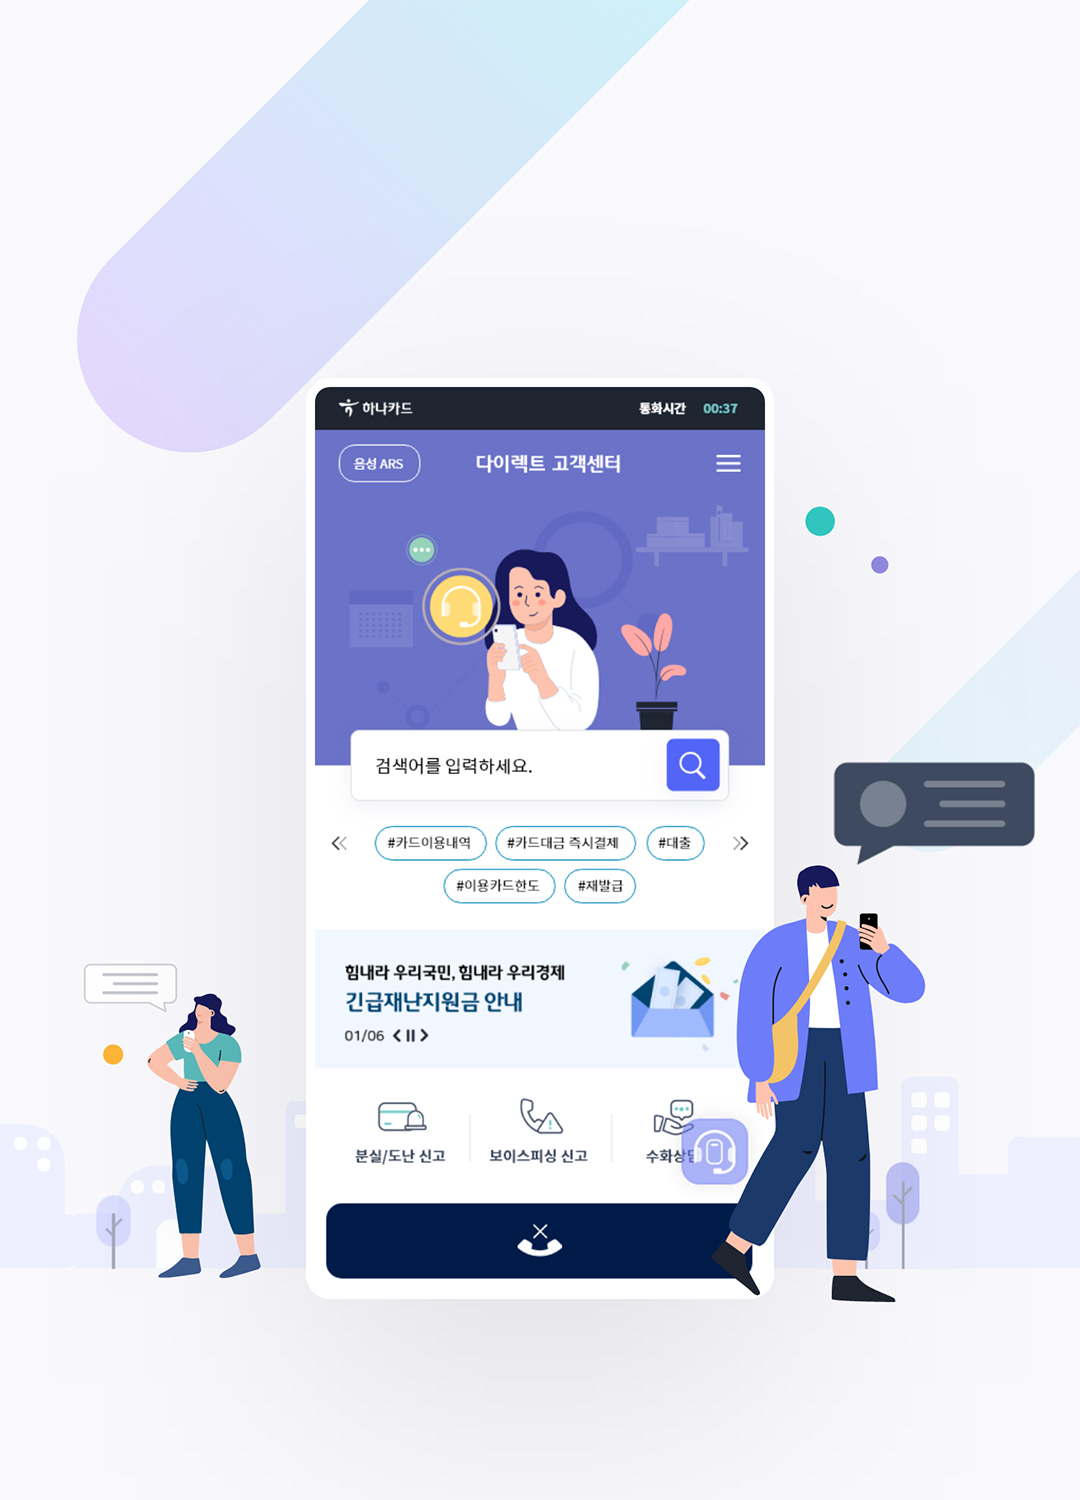 하나카드 통화시간 00:37
음성 ARS 다이렉트 고객센터
검색어를 입력하세요.
#카드이용내역 #카드대금 즉시결제 #대출
#이용카드한도 #재발급
힘내라 우리국민, 힘내라 우리경제
긴급재난지원금 안내
01/06
분실/도난 신고 보이스피싱 신고 수화상담